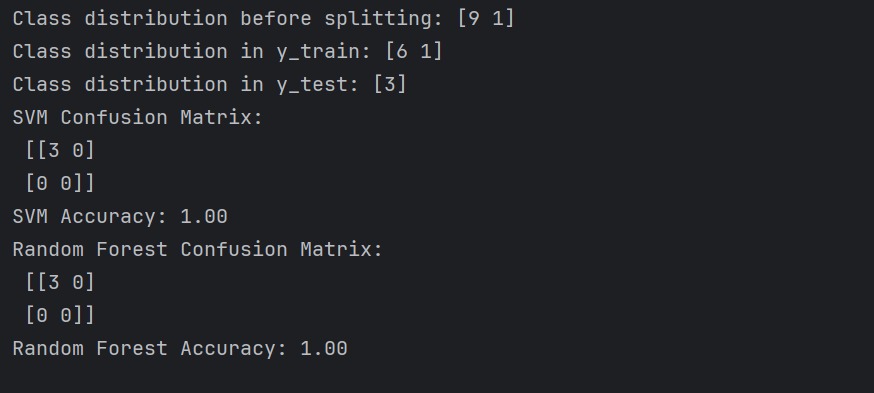 Class distribution before splitting: [9 1]
Class distribution in y_train: [6 1]
Class distribution in y_test: [3]
SVM Confusion Matrix:
 [[3 0]
 [0 0]]
SVM Accuracy: 1.00
Random Forest Confusion Matrix:
 [[3 0]
 [0 0]]
Random Forest Accuracy: 1.00